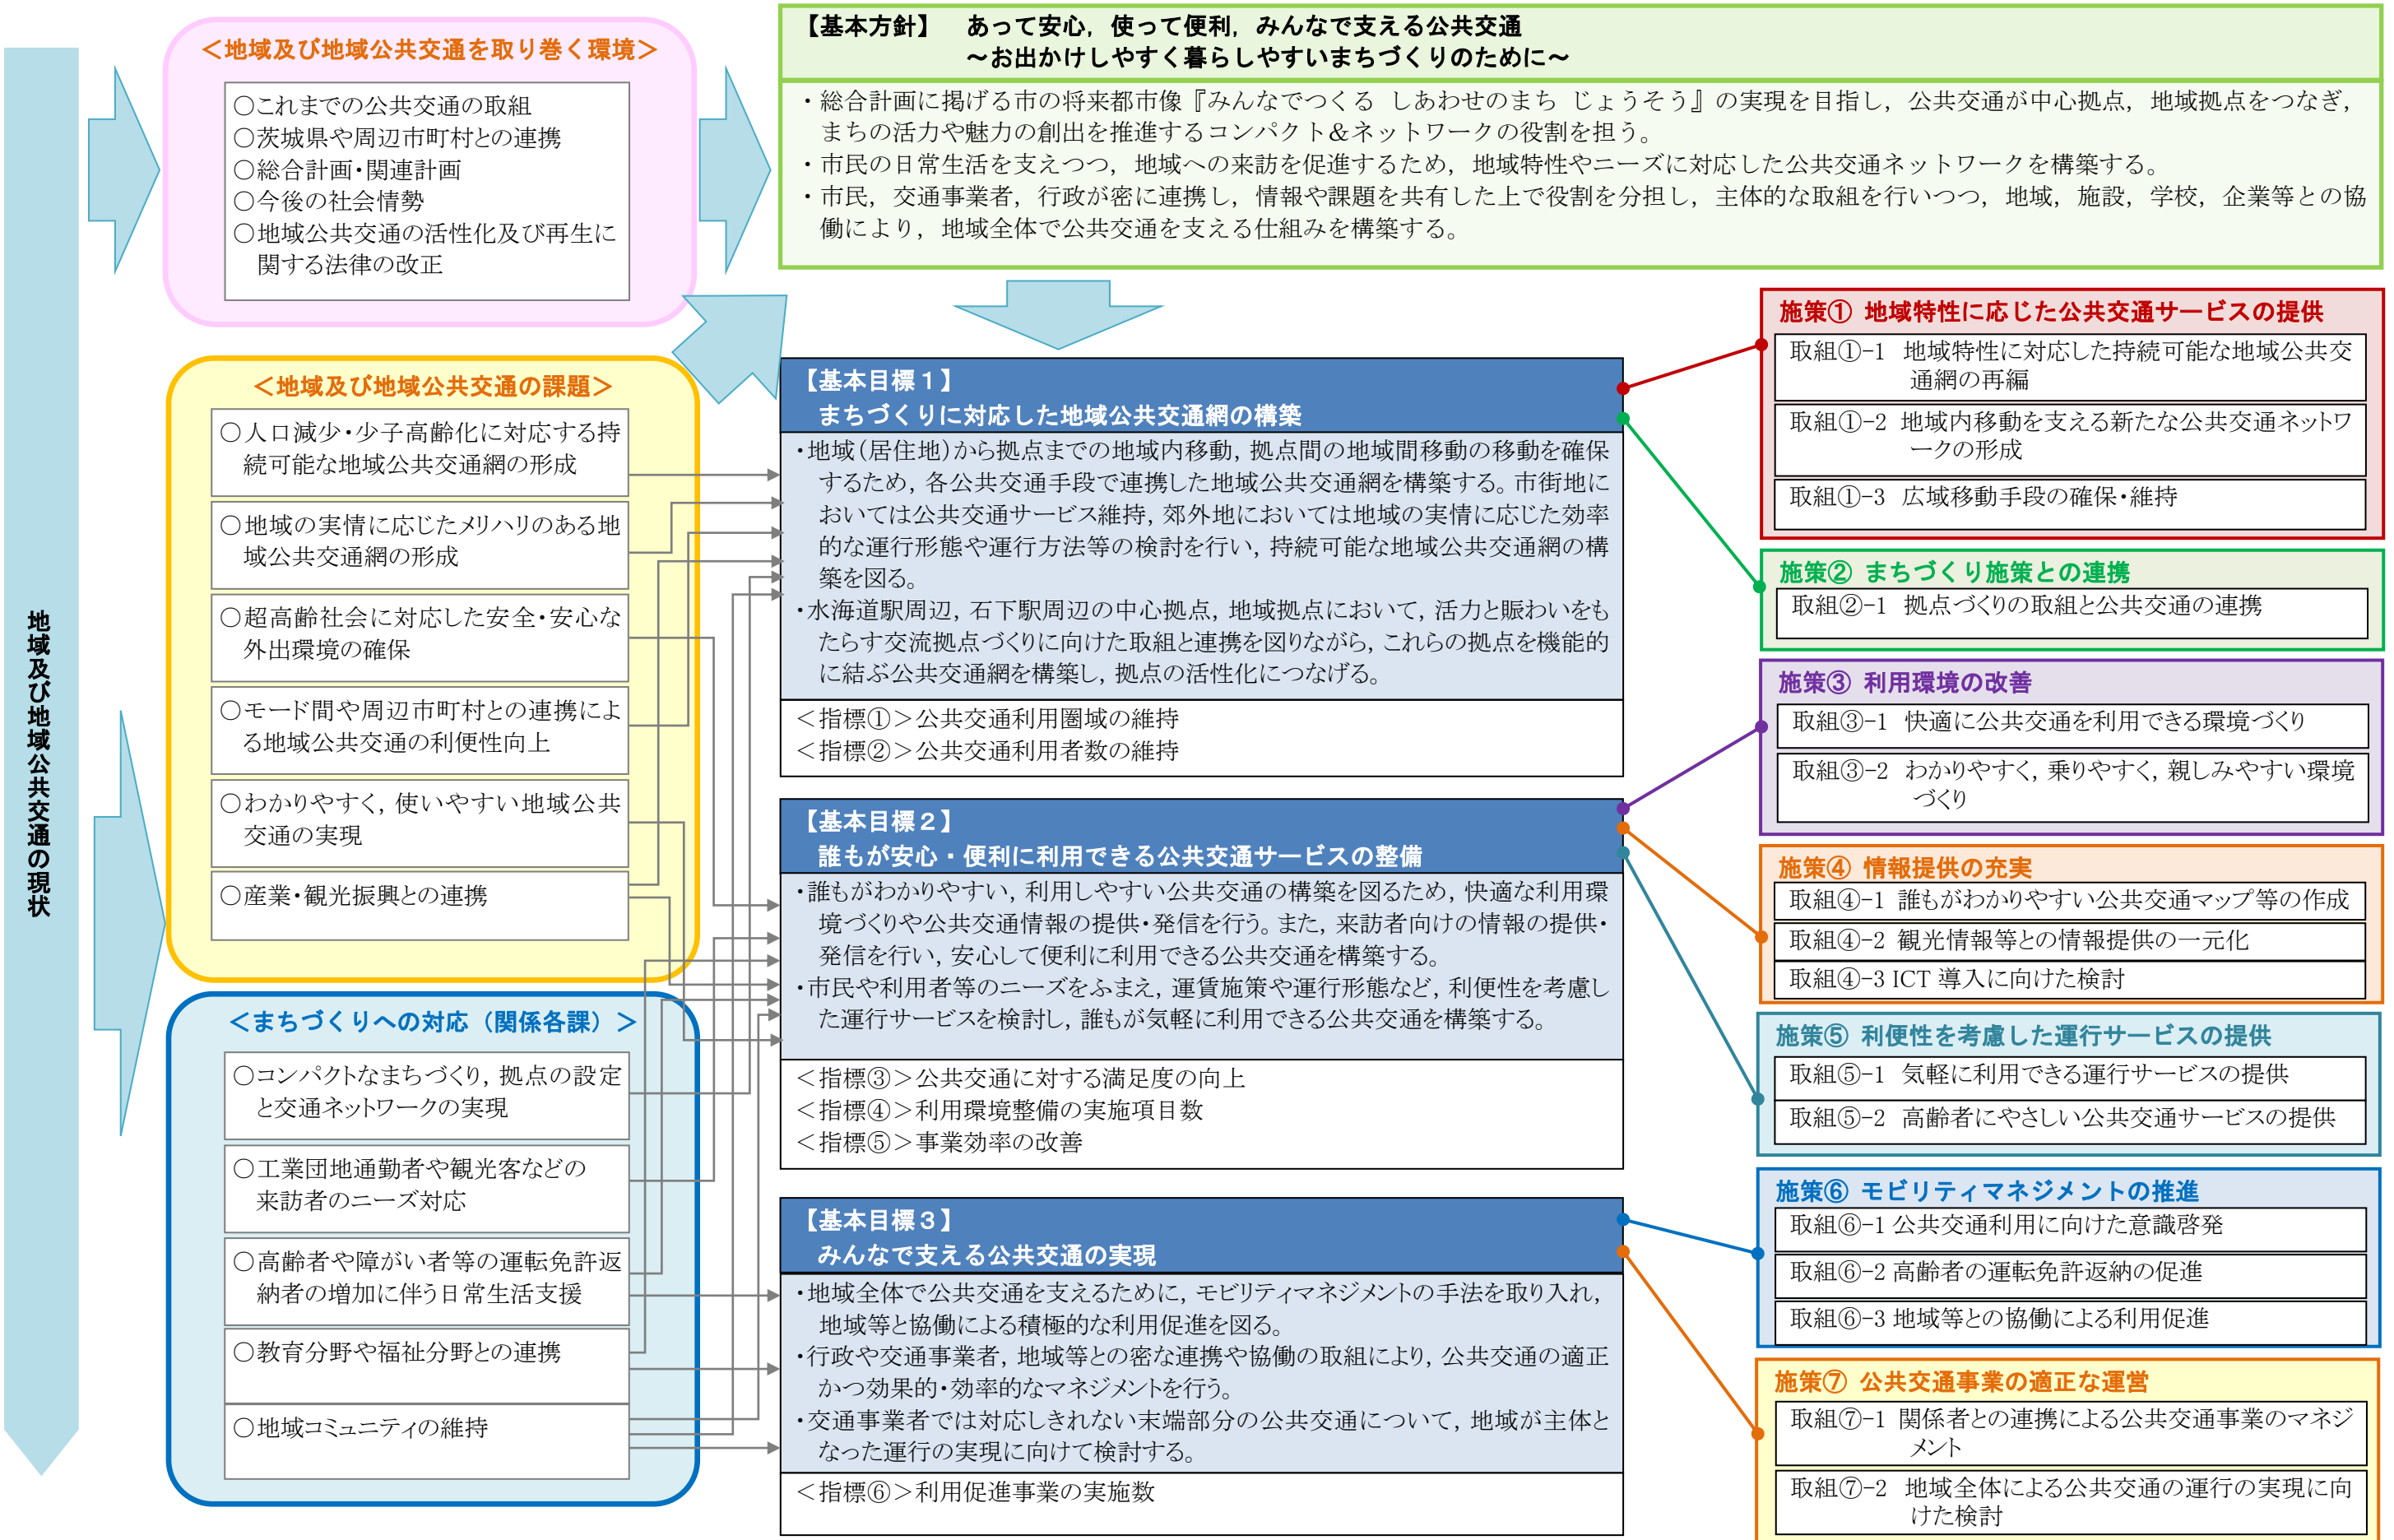 地域及び地域公共交通の現状
＜地域及び地域公共交通を取り巻く環境＞
○これまでの公共交通の取組
○茨城県や周辺市町村との連携
○総合計画・関連計画
○今後の社会情勢
○地域公共交通の活性化及び再生に
関する法律の改正
＜地域及び地域公共交通の課題＞
○人口減少・少子高齢化に対応する持
続可能な地域公共交通網の形成
○地域の実情に応じたメリハリのある地
域公共交通網の形成
○超高齢社会に対応した安全・安心な
外出環境の確保
○モード間や周辺市町村との連携によ
る地域公共交通の利便性向上
○わかりやすく，使いやすい地域公共
交通の実現
○産業・観光振興との連携
＜まちづくりへの対応（関係各課）＞
○コンパクトなまちづくり，拠点の設定
と交通ネットワークの実現
○工業団地通勤者や観光客などの
来訪者のニーズ対応
○高齢者や障がい者等の運転免許返
納者の増加に伴う日常生活支援
○教育分野や福祉分野との連携
○地域コミュニティの維持
【基本方針】　あって安心，使って便利，みんなで支える公共交通
～お出かけしやすく暮らしやすいまちづくりのために～
・総合計画に掲げる市の将来都市像『みんなでつくる しあわせのまち じょうそう』の実現を目指し，公共交通が中心拠点，地域拠点をつなぎ，
まちの活力や魅力の創出を推進するコンパクト＆ネットワークの役割を担う。
・市民の日常生活を支えつつ，地域への来訪を促進するため，地域特性やニーズに対応した公共交通ネットワークを構築する。
・市民，交通事業者，行政が密に連携し，情報や課題を共有した上で役割を分担し，主体的な取組を行いつつ，地域，施設，学校，企業等との協
働により，地域全体で公共交通を支える仕組みを構築する。
【基本目標１】
まちづくりに対応した地域公共交通網の構築
・地域（居住地）から拠点までの地域内移動，拠点間の地域間移動の移動を確保
するため，各公共交通手段で連携した地域公共交通網を構築する。市街地に
おいては公共交通サービス維持，郊外地においては地域の実情に応じた効率
的な運行形態や運行方法等の検討を行い，持続可能な地域公共交通網の構
築を図る。
・水海道駅周辺，石下駅周辺の中心拠点，地域拠点において，活力と賑わいをも
たらす交流拠点づくりに向けた取組と連携を図りながら，これらの拠点を機能的
に結ぶ公共交通網を構築し，拠点の活性化につなげる。
＜指標①＞公共交通利用圏域の維持
＜指標②＞公共交通利用者数の維持
【基本目標２】
誰もが安心・便利に利用できる公共交通サービスの整備
・誰もがわかりやすい，利用しやすい公共交通の構築を図るため，快適な利用環
境づくりや公共交通情報の提供・発信を行う。また，来訪者向けの情報の提供・
発信を行い，安心して便利に利用できる公共交通を構築する。
・市民や利用者等のニーズをふまえ，運賃施策や運行形態など，利便性を考慮し
た運行サービスを検討し，誰もが気軽に利用できる公共交通を構築する。
＜指標③＞公共交通に対する満足度の向上
＜指標④＞利用環境整備の実施項目数
＜指標⑤＞事業効率の改善
【基本目標３】
みんなで支える公共交通の実現
・地域全体で公共交通を支えるために，モビリティマネジメントの手法を取り入れ，
地域等と協働による積極的な利用促進を図る。
・行政や交通事業者，地域等との密な連携や協働の取組により，公共交通の適正
かつ効果的・効率的なマネジメントを行う。
・交通事業者では対応しきれない末端部分の公共交通について，地域が主体と
なった運行の実現に向けて検討する。
＜指標⑥＞利用促進事業の実施数
施策① 地域特性に応じた公共交通サービスの提供
取組①-1　地域特性に対応した持続可能な地域公共交
通網の再編
取組①-2　地域内移動を支える新たな公共交通ネットワ
ークの形成
取組①-3　広域移動手段の確保・維持
施策② まちづくり施策との連携
取組②-1　拠点づくりの取組と公共交通の連携
施策③ 利用環境の改善
取組③-1　快適に公共交通を利用できる環境づくり
取組③-2　わかりやすく，乗りやすく，親しみやすい環境
づくり
施策④ 情報提供の充実
取組④-1 誰もがわかりやすい公共交通マップ等の作成
取組④-2 観光情報等との情報提供の一元化
取組④-3 ICT 導入に向けた検討
施策⑤ 利便性を考慮した運行サービスの提供
取組⑤-1　気軽に利用できる運行サービスの提供
取組⑤-2　高齢者にやさしい公共交通サービスの提供
施策⑥ モビリティマネジメントの推進
取組⑥-1 公共交通利用に向けた意識啓発
取組⑥-2 高齢者の運転免許返納の促進
取組⑥-3 地域等との協働による利用促進
施策⑦ 公共交通事業の適正な運営
取組⑦-1 関係者との連携による公共交通事業のマネジ
メント
取組⑦-2　地域全体による公共交通の運行の実現に向
けた検討